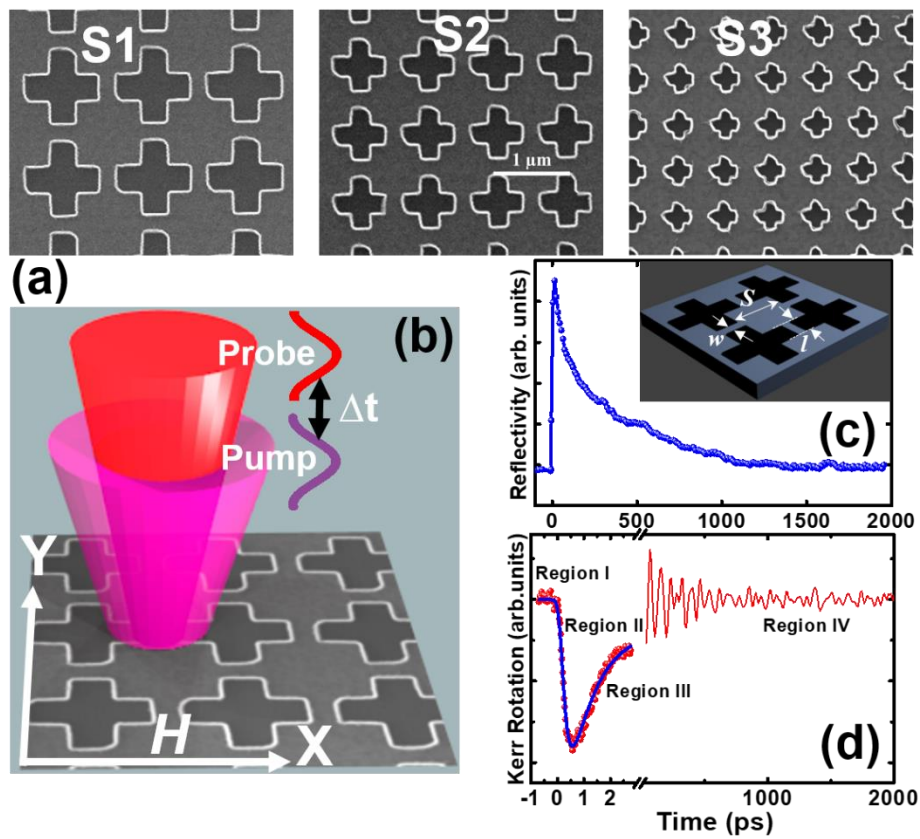 S1
S2
S3
1 µm
(a)
(b)
Probe
Δt
Pump
Y
H
X
(c)
Reflectivity (arb. units)
S
w
l
0
500
1000
1500
2000
(d)
Kerr Rotation (arb.units)
Region I
Region II
Region III
Region IV
-1 0 1 2
1000
2000
Time (ps)